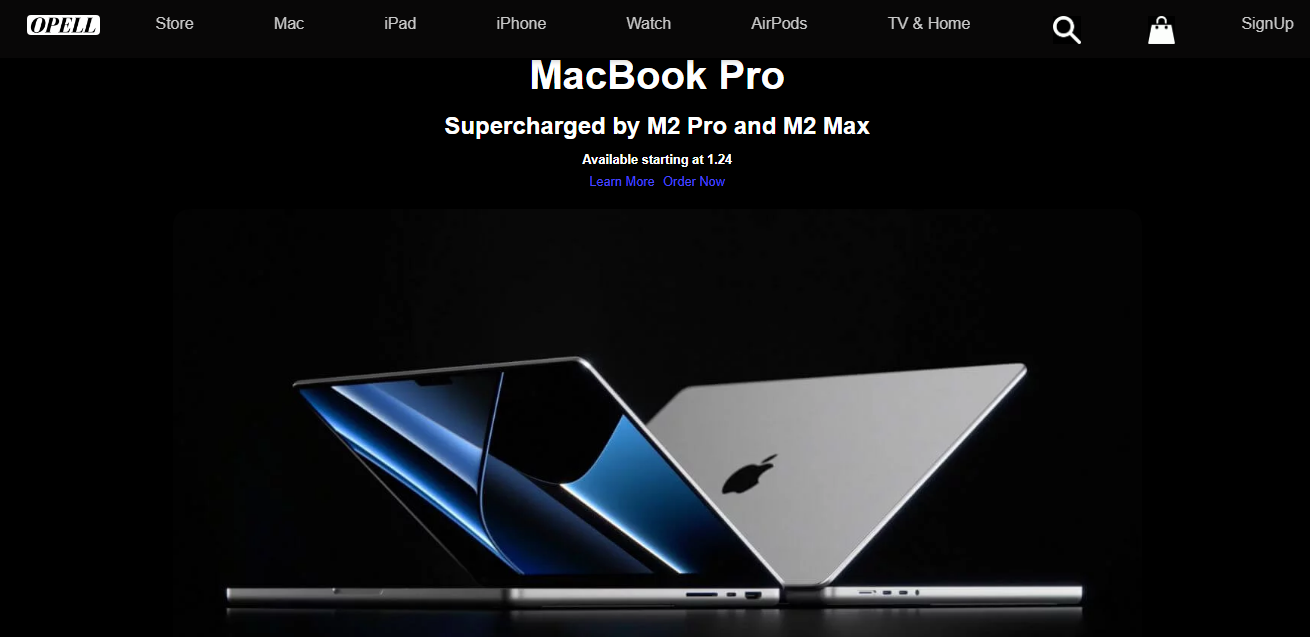 OPELL Store Mac iPad iPhone Watch AirPods TV & Home SignUp
MacBook Pro
Supercharged by M2 Pro and M2 Max
Available starting at 1.24
Learn More Order Now